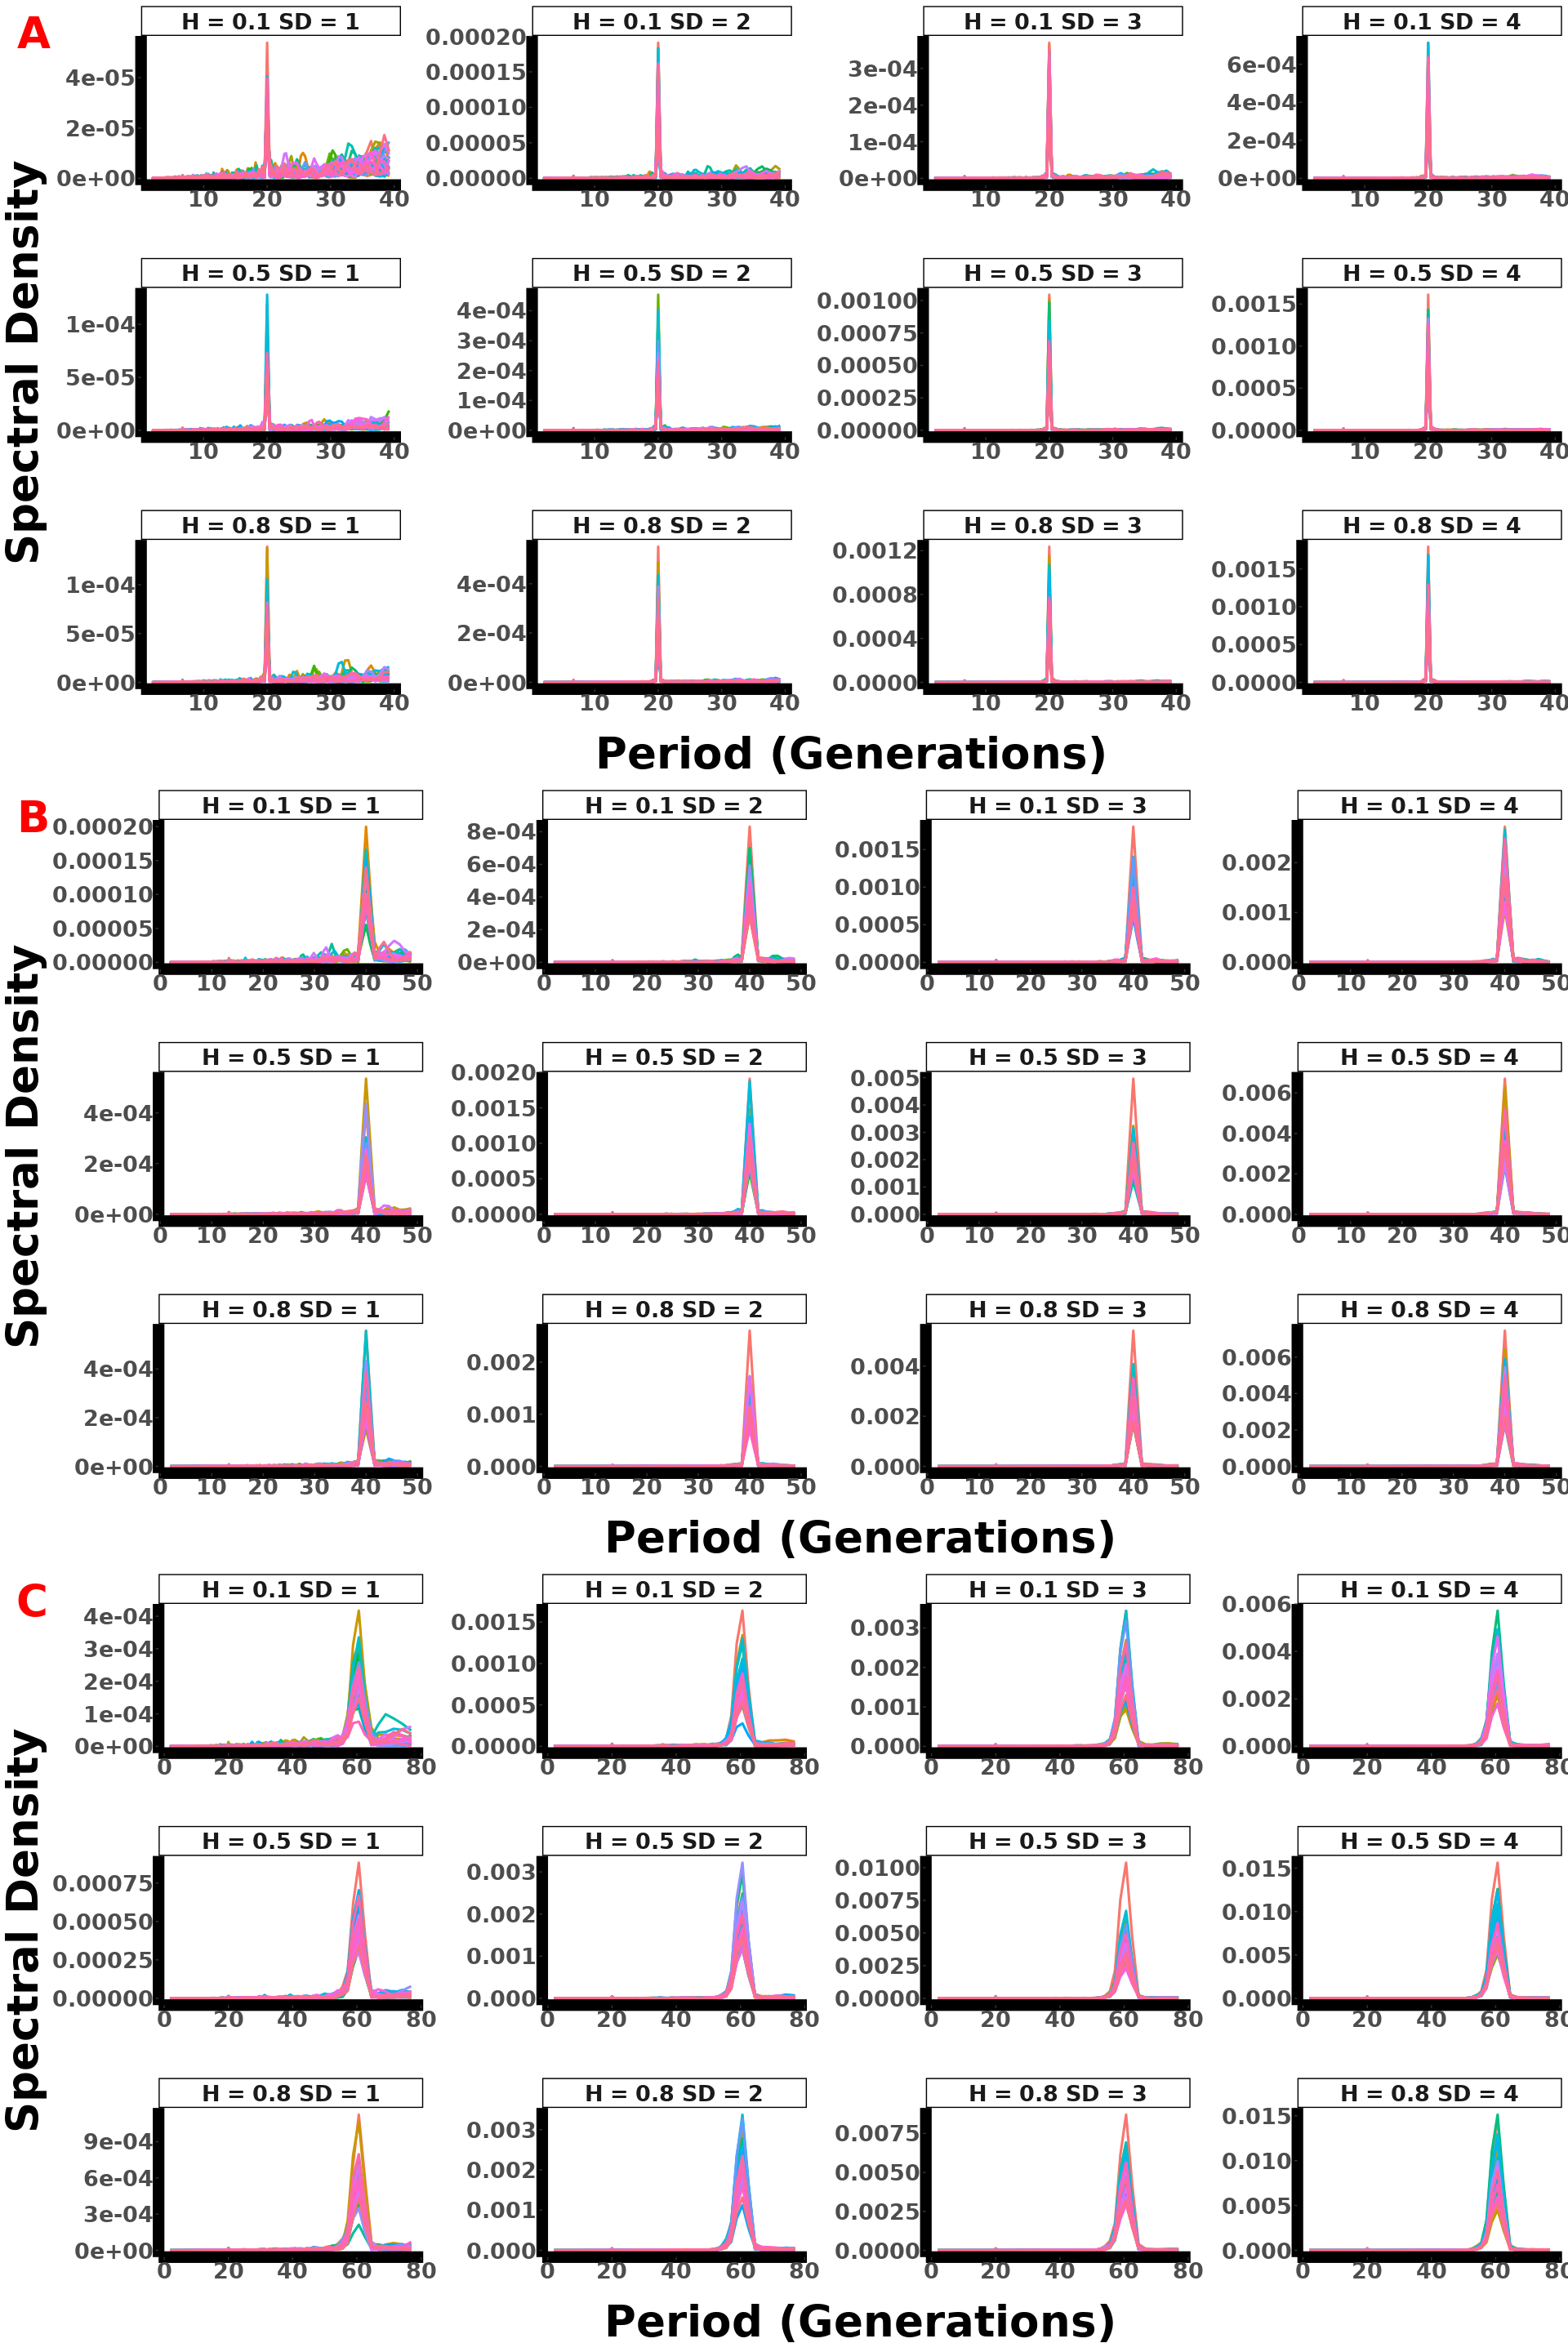 A
H = 0.1 SD = 1
H = 0.1 SD = 2
H = 0.1 SD = 3
H = 0.1 SD = 4
4e-05
2e-05
0e+00
0.00020
0.00015
0.00010
0.00005
0.00000
3e-04
2e-04
1e-04
0e+00
6e-04
4e-04
2e-04
0e+00
10 20 30 40
10 20 30 40
10 20 30 40
10 20 30 40
Spectral Density
H = 0.5 SD = 1
H = 0.5 SD = 2
H = 0.5 SD = 3
H = 0.5 SD = 4
1e-04
5e-05
0e+00
4e-04
3e-04
2e-04
1e-04
0e+00
0.00100
0.00075
0.00050
0.00025
0.00000
0.0015
0.0010
0.0005
0.0000
10 20 30 40
10 20 30 40
10 20 30 40
10 20 30 40
H = 0.8 SD = 1
H = 0.8 SD = 2
H = 0.8 SD = 3
H = 0.8 SD = 4
1e-04
5e-05
0e+00
4e-04
2e-04
0e+00
0.0012
0.0008
0.0004
0.0000
0.0015
0.0010
0.0005
0.0000
10 20 30 40
10 20 30 40
10 20 30 40
10 20 30 40
Period (Generations)
B
H = 0.1 SD = 1
H = 0.1 SD = 2
H = 0.1 SD = 3
H = 0.1 SD = 4
0.00020
0.00015
0.00010
0.00005
0.00000
8e-04
6e-04
4e-04
2e-04
0e+00
0.0015
0.0010
0.0005
0.0000
0.002
0.001
0.000
0 10 20 30 40 50
0 10 20 30 40 50
0 10 20 30 40 50
0 10 20 30 40 50
Spectral Density
H = 0.5 SD = 1
H = 0.5 SD = 2
H = 0.5 SD = 3
H = 0.5 SD = 4
4e-04
2e-04
0e+00
0.0020
0.0015
0.0010
0.0005
0.0000
0.005
0.004
0.003
0.002
0.001
0.000
0.006
0.004
0.002
0.000
0 10 20 30 40 50
0 10 20 30 40 50
0 10 20 30 40 50
0 10 20 30 40 50
H = 0.8 SD = 1
H = 0.8 SD = 2
H = 0.8 SD = 3
H = 0.8 SD = 4
4e-04
2e-04
0e+00
0.002
0.001
0.000
0.004
0.002
0.000
0.006
0.004
0.002
0.000
0 10 20 30 40 50
0 10 20 30 40 50
0 10 20 30 40 50
0 10 20 30 40 50
Period (Generations)
C
H = 0.1 SD = 1
H = 0.1 SD = 2
H = 0.1 SD = 3
H = 0.1 SD = 4
4e-04
3e-04
2e-04
1e-04
0e+00
0.0015
0.0010
0.0005
0.0000
0.003
0.002
0.001
0.000
0.006
0.004
0.002
0.000
0 20 40 60 80
0 20 40 60 80
0 20 40 60 80
0 20 40 60 80
Spectral Density
H = 0.5 SD = 1
H = 0.5 SD = 2
H = 0.5 SD = 3
H = 0.5 SD = 4
0.00075
0.00050
0.00025
0.00000
0.003
0.002
0.001
0.000
0.0100
0.0075
0.0050
0.0025
0.0000
0.015
0.010
0.005
0.000
0 20 40 60 80
0 20 40 60 80
0 20 40 60 80
0 20 40 60 80
H = 0.8 SD = 1
H = 0.8 SD = 2
H = 0.8 SD = 3
H = 0.8 SD = 4
9e-04
6e-04
3e-04
0e+00
0.003
0.002
0.001
0.000
0.0075
0.0050
0.0025
0.0000
0.015
0.010
0.005
0.000
0 20 40 60 80
0 20 40 60 80
0 20 40 60 80
0 20 40 60 80
Period (Generations)